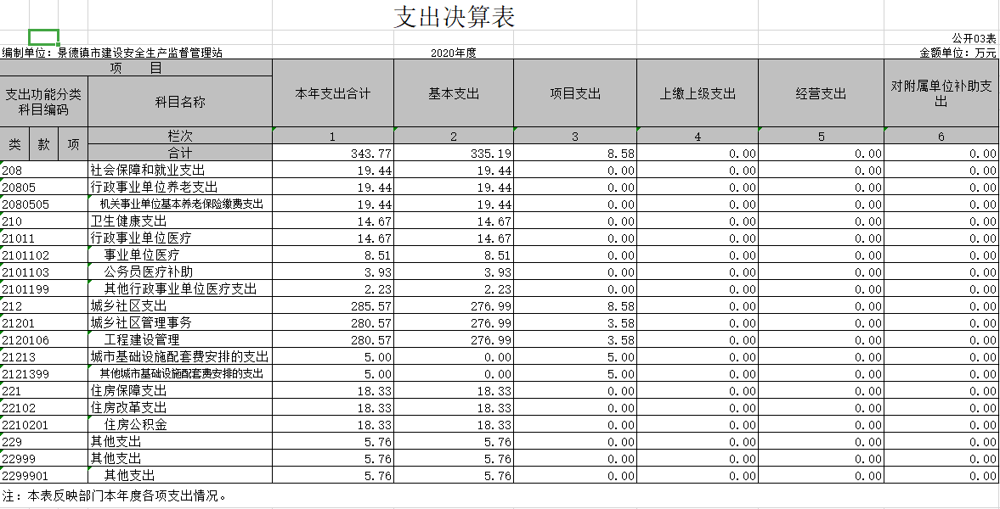 支出决算表
公开03表
编制单位：景德镇市建设安全生产监督管理站 2020年度 金额单位：万元
项 目 本年支出合计 基本支出 项目支出 上缴上级支出 经营支出 对附属单位补助支出
支出功能分类科目编码 科目名称
类 款 项 栏次 1 2 3 4 5 6
合计 343.77 335.19 8.58 0.00 0.00 0.00
208 社会保障和就业支出 19.44 19.44 0.00 0.00 0.00 0.00
20805 行政事业单位养老支出 19.44 19.44 0.00 0.00 0.00 0.00
2080505 机关事业单位基本养老保险缴费支出 19.44 19.44 0.00 0.00 0.00 0.00
210 卫生健康支出 14.67 14.67 0.00 0.00 0.00 0.00
21011 行政事业单位医疗 14.67 14.67 0.00 0.00 0.00 0.00
2101102 事业单位医疗 8.51 8.51 0.00 0.00 0.00 0.00
2101103 公务员医疗补助 3.93 3.93 0.00 0.00 0.00 0.00
2101199 其他行政事业单位医疗支出 2.23 2.23 0.00 0.00 0.00 0.00
212 城乡社区支出 285.57 276.99 8.58 0.00 0.00 0.00
21201 城乡社区管理事务 280.57 276.99 3.58 0.00 0.00 0.00
2120106 工程建设管理 280.57 276.99 3.58 0.00 0.00 0.00
21213 城市基础设施配套费安排的支出 5.00 0.00 5.00 0.00 0.00 0.00
2121399 其他城市基础设施配套费安排的支出 5.00 0.00 5.00 0.00 0.00 0.00
221 住房保障支出 18.33 18.33 0.00 0.00 0.00 0.00
22102 住房改革支出 18.33 18.33 0.00 0.00 0.00 0.00
2210201 住房公积金 18.33 18.33 0.00 0.00 0.00 0.00
229 其他支出 5.76 5.76 0.00 0.00 0.00 0.00
22999 其他支出 5.76 5.76 0.00 0.00 0.00 0.00
2299901 其他支出 5.76 5.76 0.00 0.00 0.00 0.00
注：本表反映部门本年度各项支出情况。